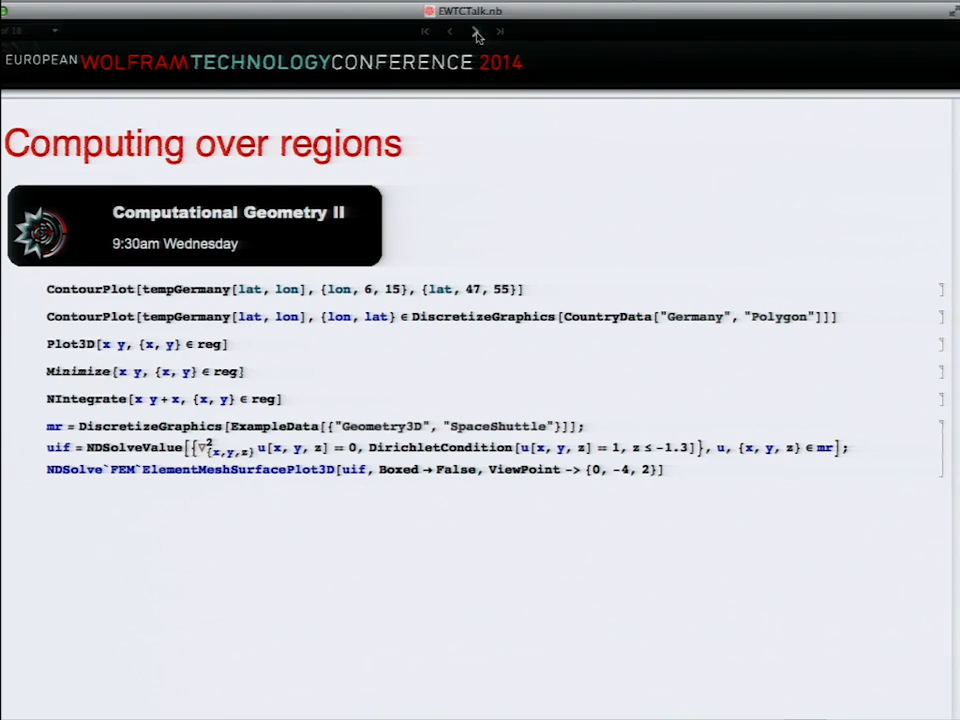 EWTCTalk.nb
of 18
EUROPEAN WOLFRAMTECHNOLOGYCONFERENCE 2014
Computing over regions
Computational Geometry II
9:30am Wednesday
ContourPlot[tempGermany[lat, lon], {lon, 6, 15}, {lat, 47, 55}]
ContourPlot[tempGermany[lat, lon], {lon, lat} ∈ DiscretizeGraphics[CountryData["Germany", "Polygon"]]]
Plot3D[x y, {x, y} ∈ reg]
Minimize[x y, {x, y} ∈ reg]
NIntegrate[x y + x, {x, y} ∈ reg]
mr = DiscretizeGraphics[ExampleData[{"Geometry3D", "SpaceShuttle"}]];
uif = NDSolveValue[{∇²{x,y,z} u[x, y, z] == 0, DirichletCondition[u[x, y, z] == 1, z ≤ -1.3]}, u, {x, y, z} ∈ mr];
NDSolve`FEM`ElementMeshSurfacePlot3D[uif, Boxed → False, ViewPoint -> {0, -4, 2}]